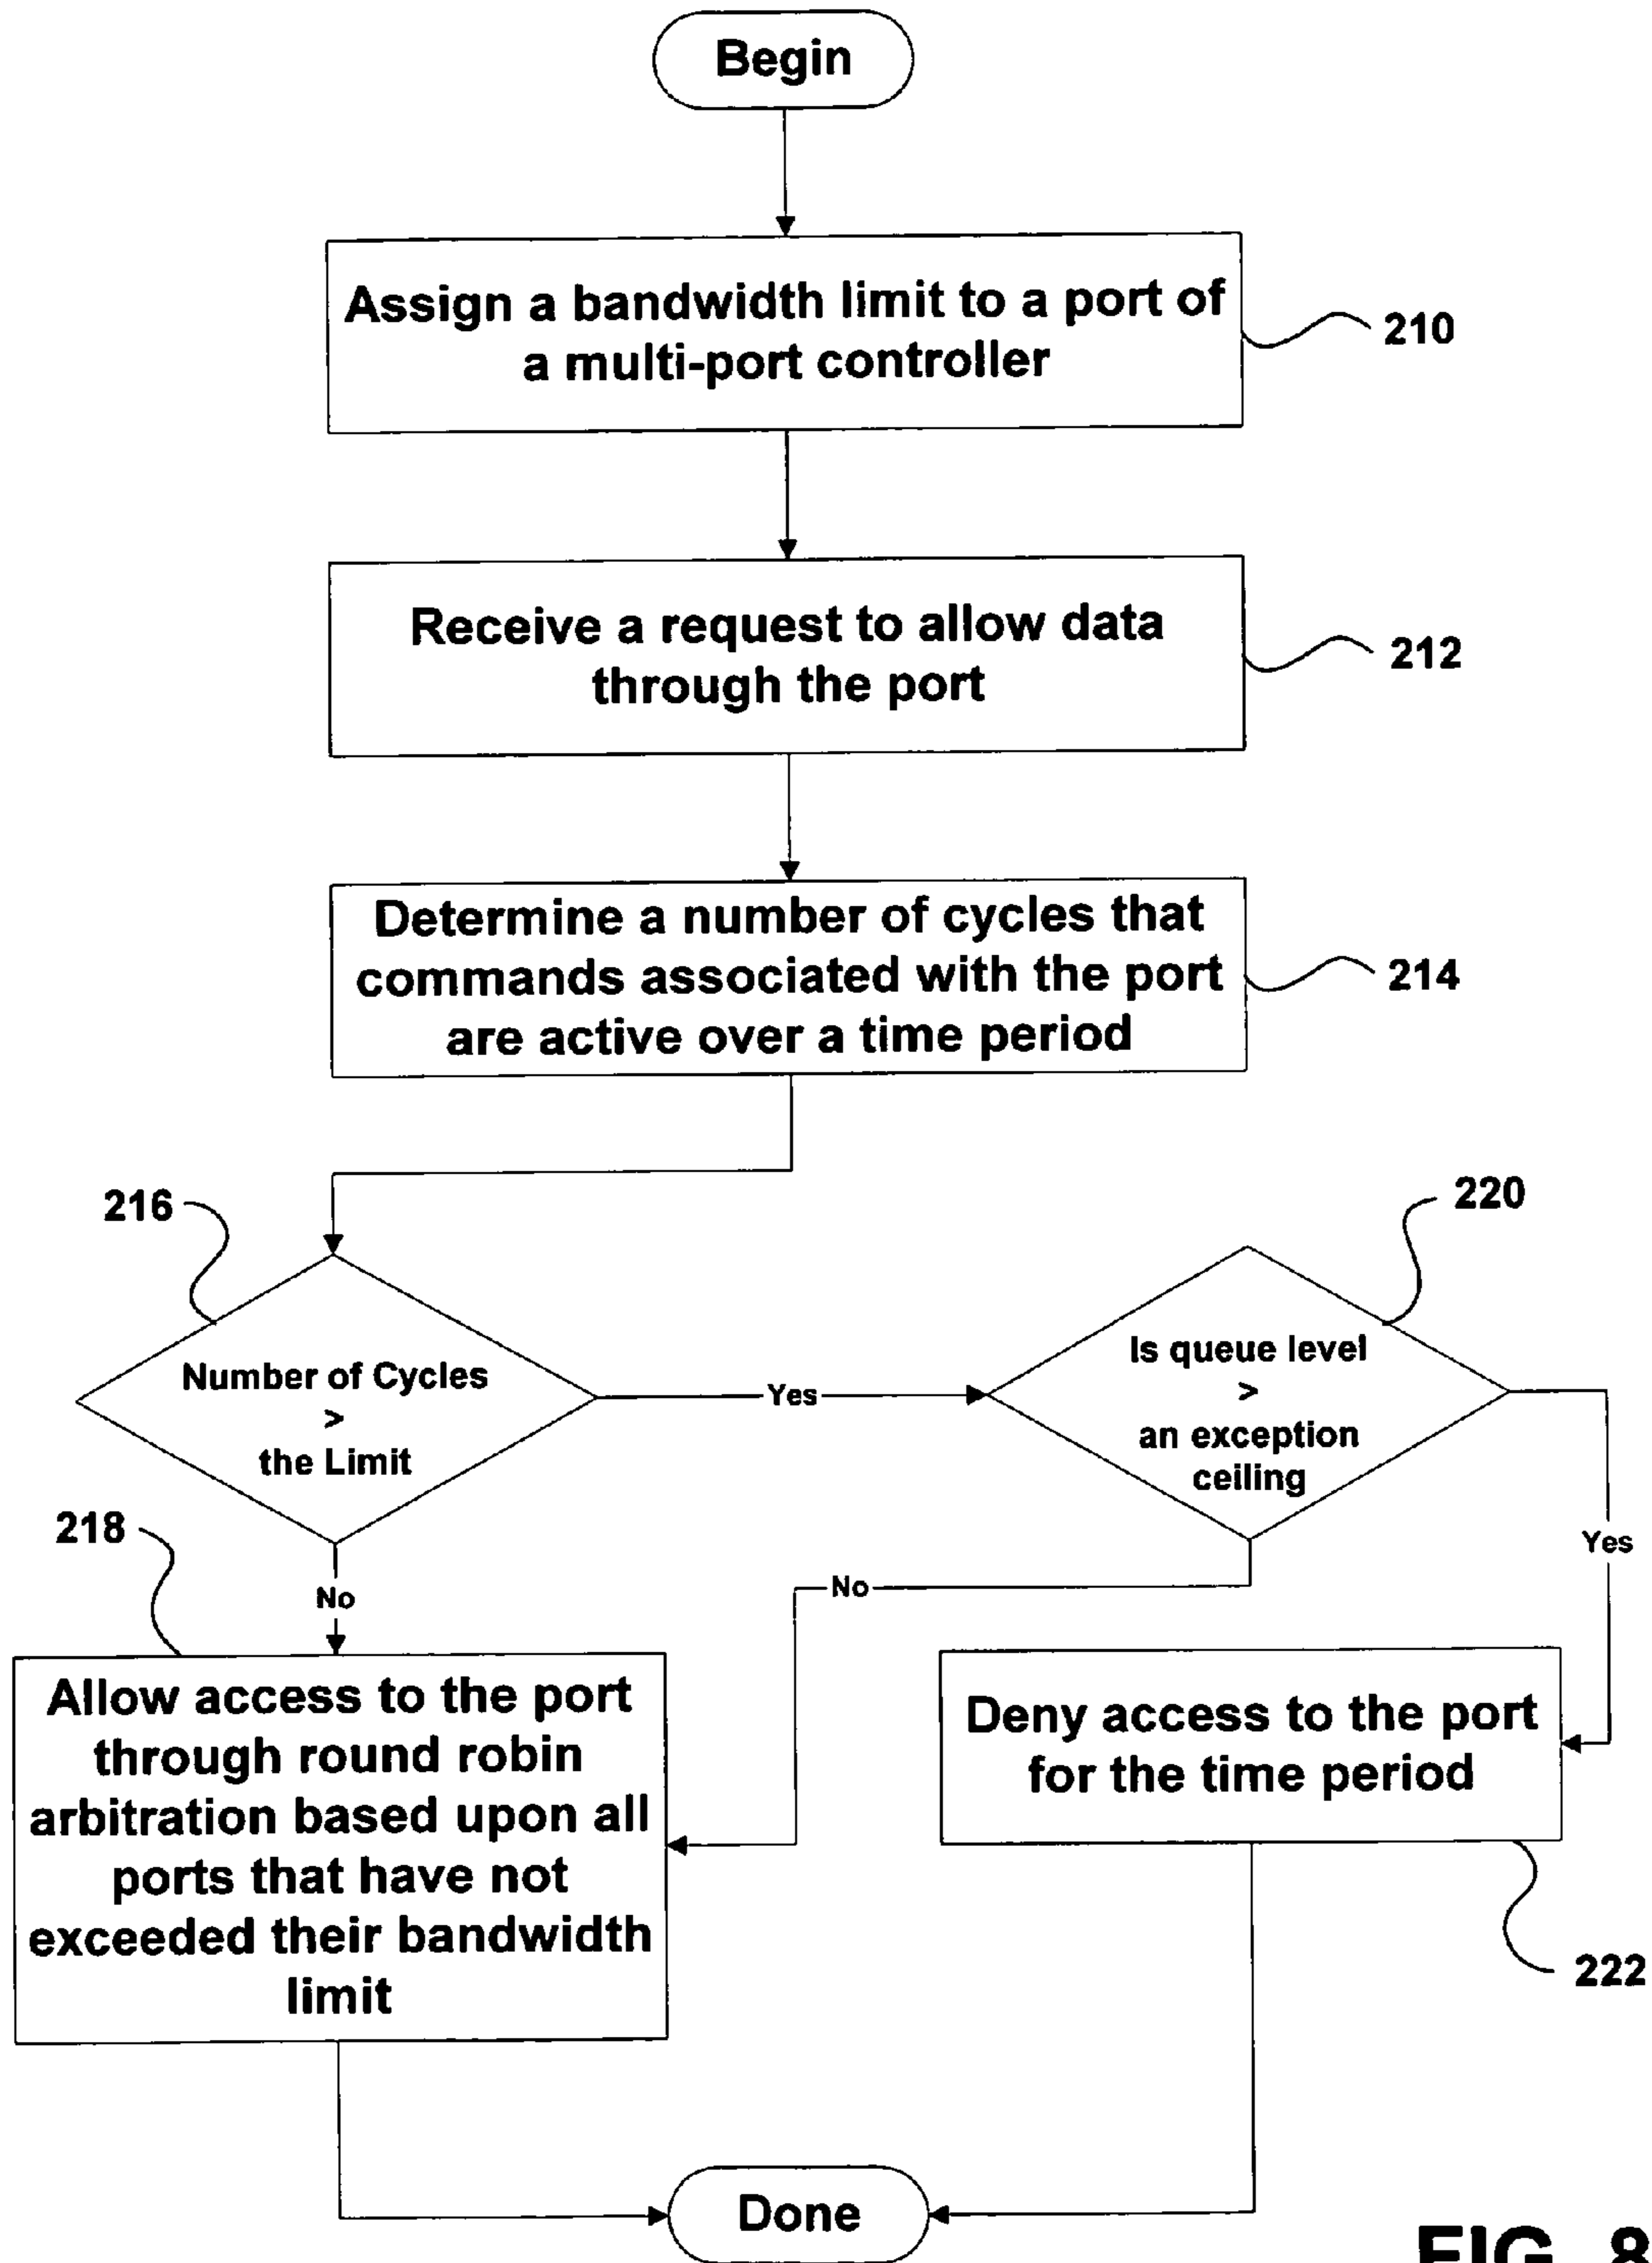 Begin
Assign a bandwidth limit to a port of
a multi-port controller
210
Receive a request to allow data
through the port
212
Determine a number of cycles that
commands associated with the port
are active over a time period
214
216
Number of Cycles
>
the Limit
Yes
220
Is queue level
>
an exception
ceiling
Yes
No
No
218
Allow access to the port
through round robin
arbitration based upon all
ports that have not
exceeded their bandwidth
limit
Deny access to the port
for the time period
222
Done
FIG. 8